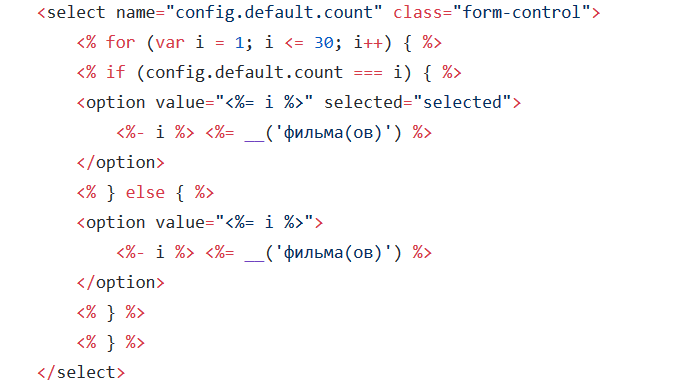 <select name="config.default.count" class="form-control">
    <% for (var i = 1; i <= 30; i++) { %>
    <% if (config.default.count === i) { %>
    <option value="<%= i %>" selected="selected">
        <%- i %> <%= __('фильма(ов)') %>
    </option>
    <% } else { %>
    <option value="<%= i %>">
        <%- i %> <%= __('фильма(ов)') %>
    </option>
    <% } %>
    <% } %>
</select>